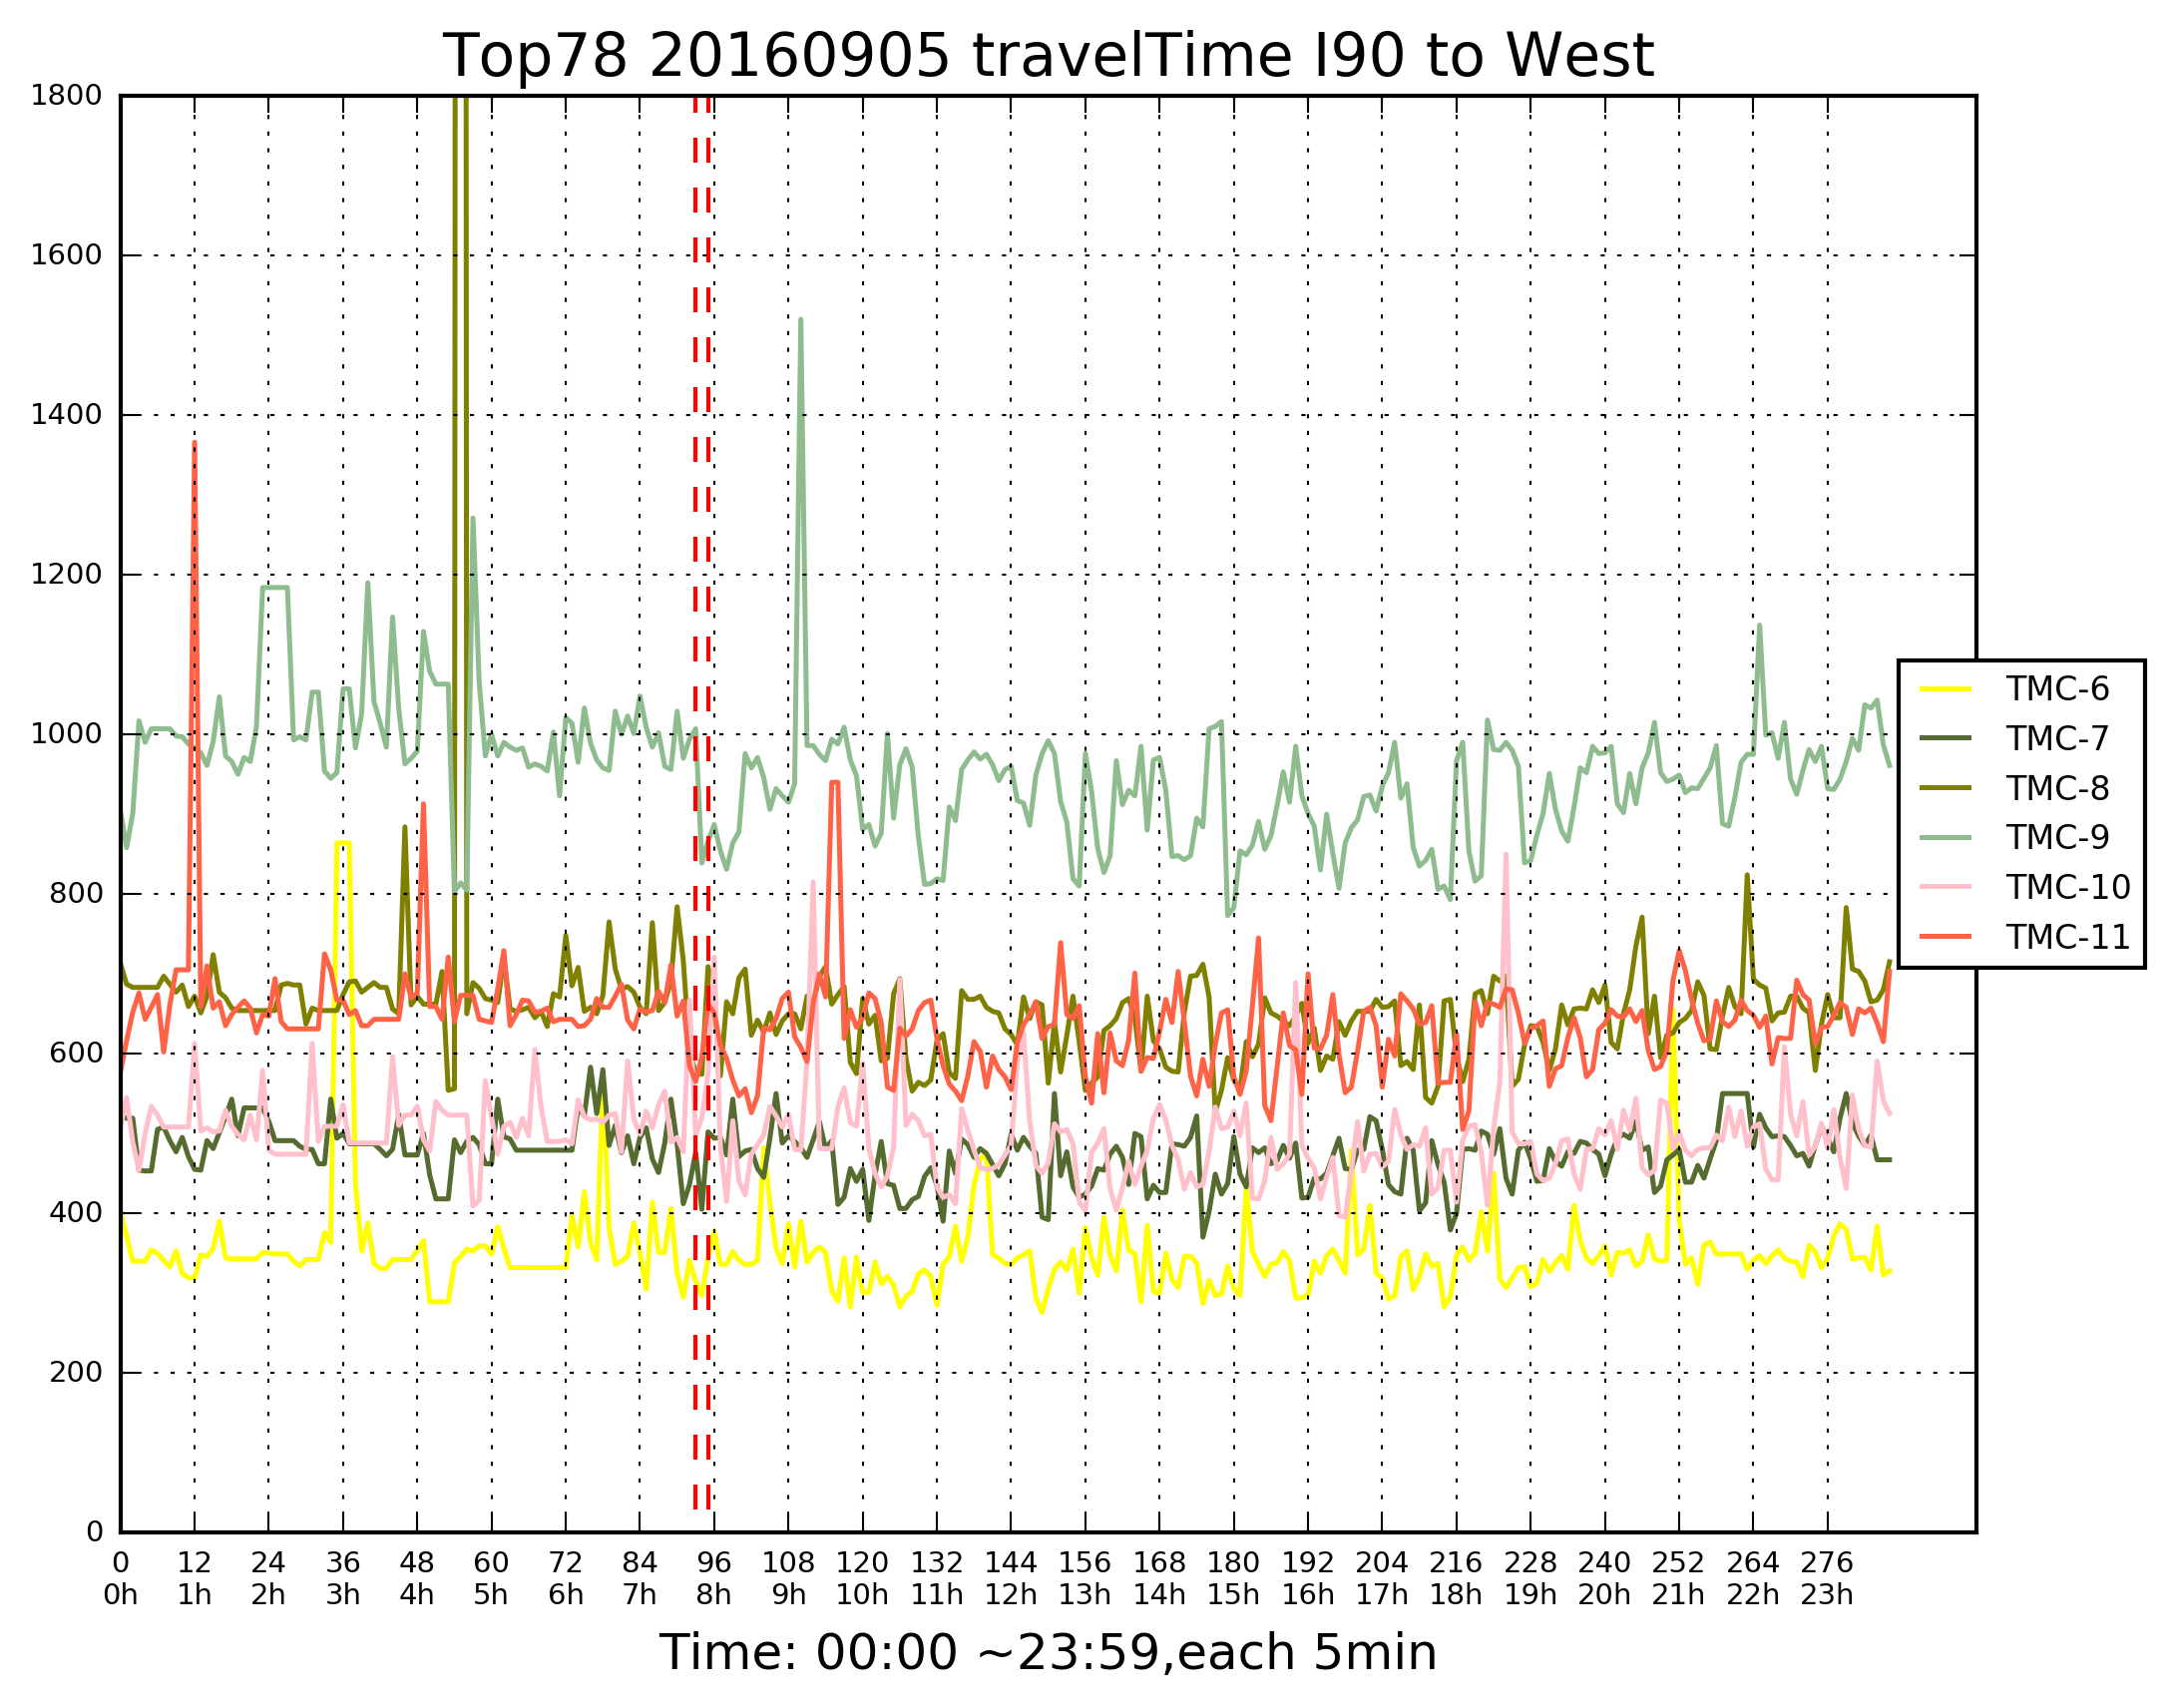 Top78 20160905 travelTime I90 to West
1800
1600
1400
1200
1000
800
600
400
200
0
TMC-6
TMC-7
TMC-8
TMC-9
TMC-10
TMC-11
0 12 24 36 48 60 72 84 96 108 120 132 144 156 168 180 192 204 216 228 240 252 264 276
0h 1h 2h 3h 4h 5h 6h 7h 8h 9h 10h 11h 12h 13h 14h 15h 16h 17h 18h 19h 20h 21h 22h 23h
Time: 00:00 ~23:59,each 5min